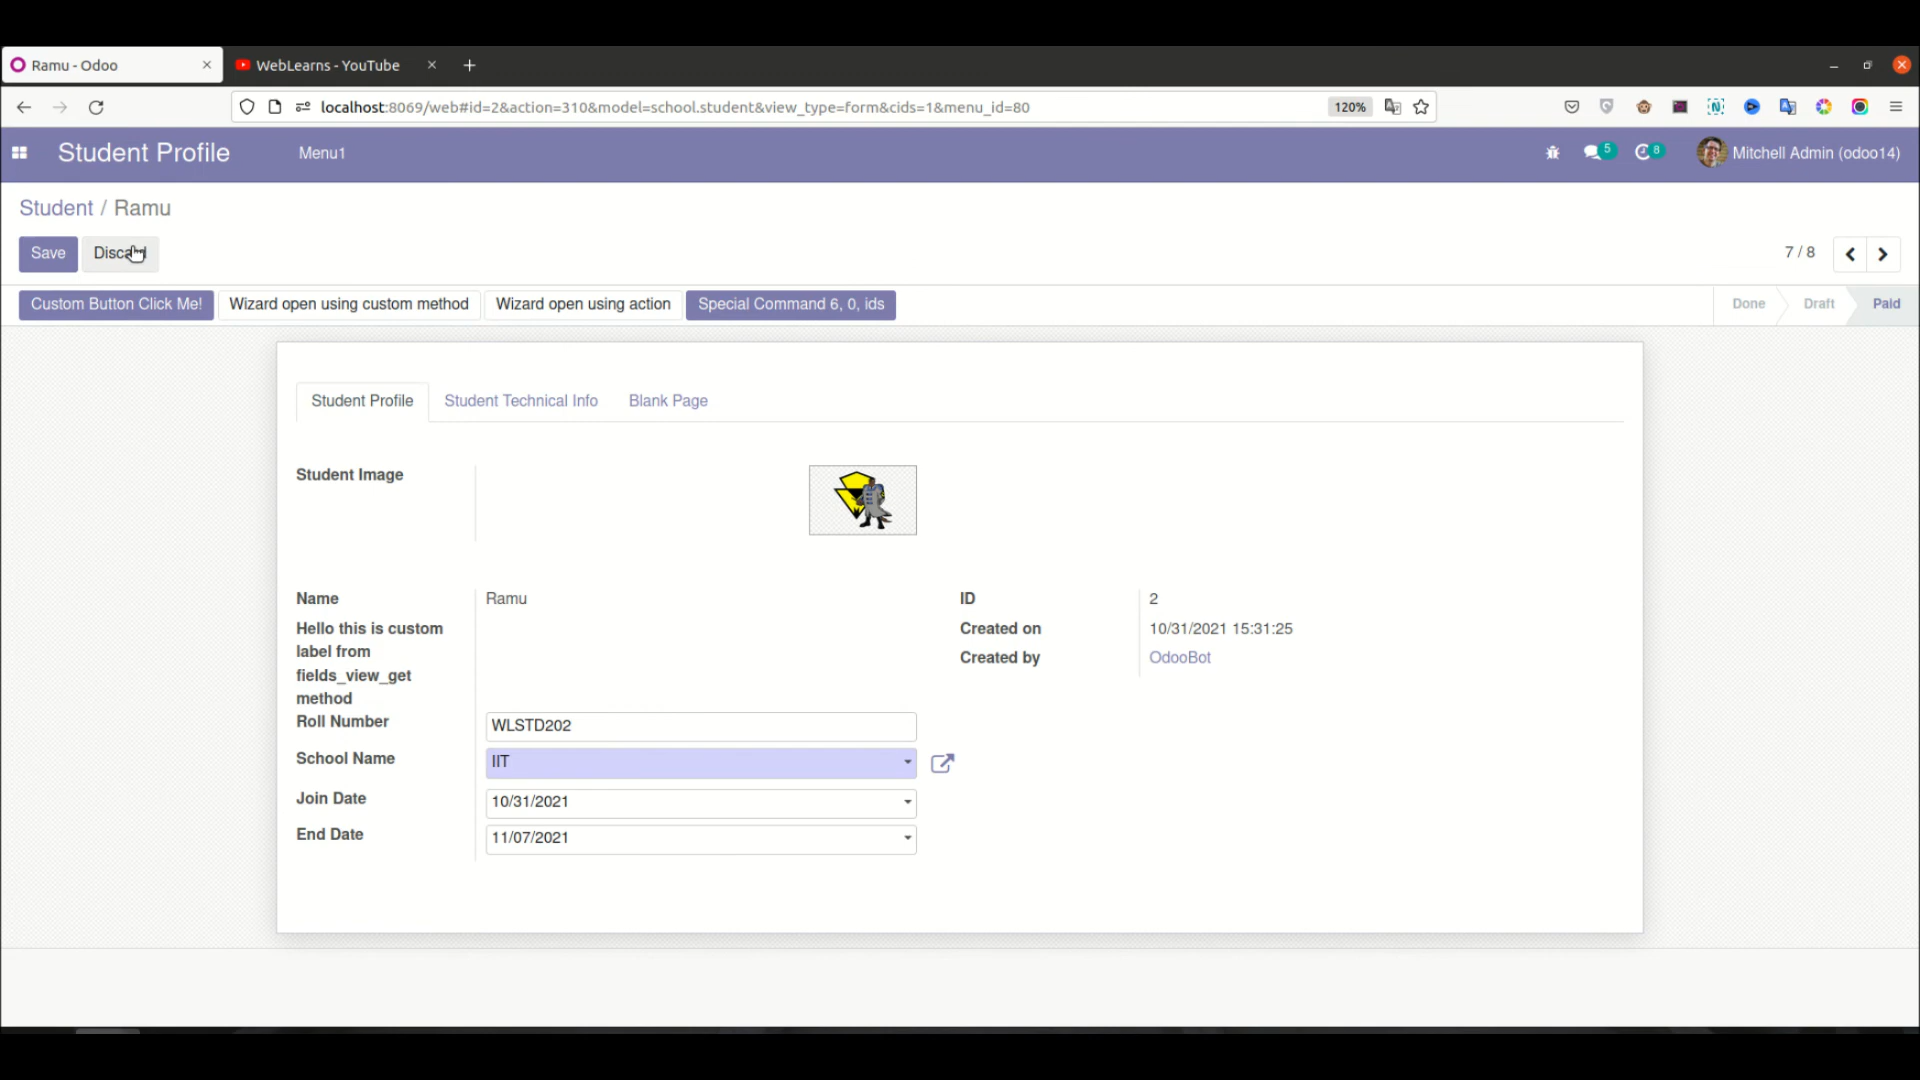 Ramu - Odoo
WebLearns - YouTube
localhost:8069/web#id=2&action=310&model=school.student&view_type=form&cids=1&menu_id=80
120%
Student Profile
Menu1
5
8
Mitchell Admin (odoo14)
Student / Ramu
Save
Discard
7 / 8
Custom Button Click Me!
Wizard open using custom method
Wizard open using action
Special Command 6, 0, ids
Done
Draft
Paid
Student Profile
Student Technical Info
Blank Page
Student Image
Name
Ramu
ID
2
Hello this is custom
label from
fields_view_get
method
Created on
10/31/2021 15:31:25
Created by
OdooBot
Roll Number
WLSTD202
School Name
IIT
Join Date
10/31/2021
End Date
11/07/2021